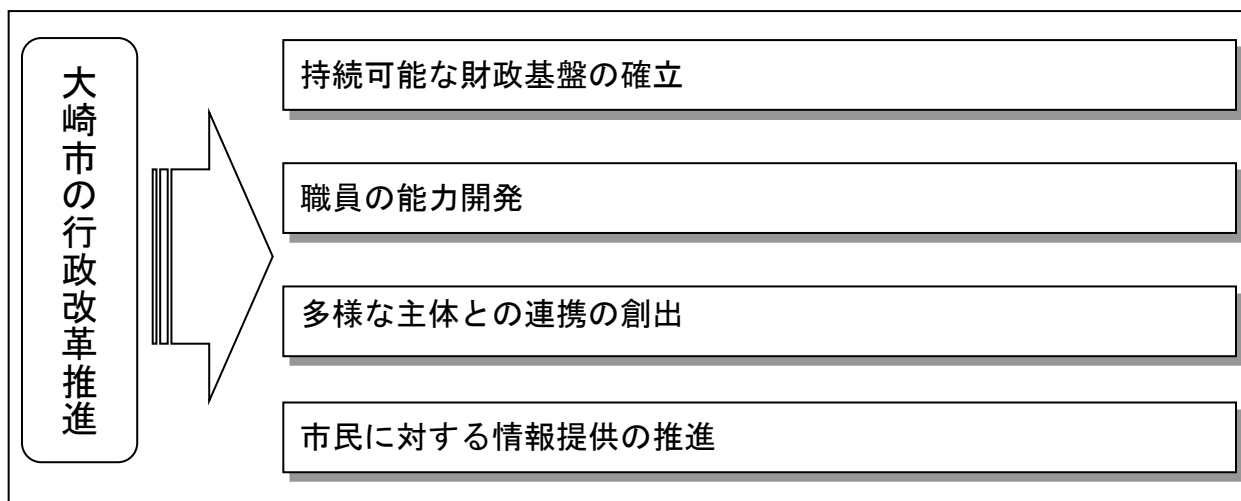 大崎市の行政改革推進
持続可能な財政基盤の確立
職員の能力開発
多様な主体との連携の創出
市民に対する情報提供の推進